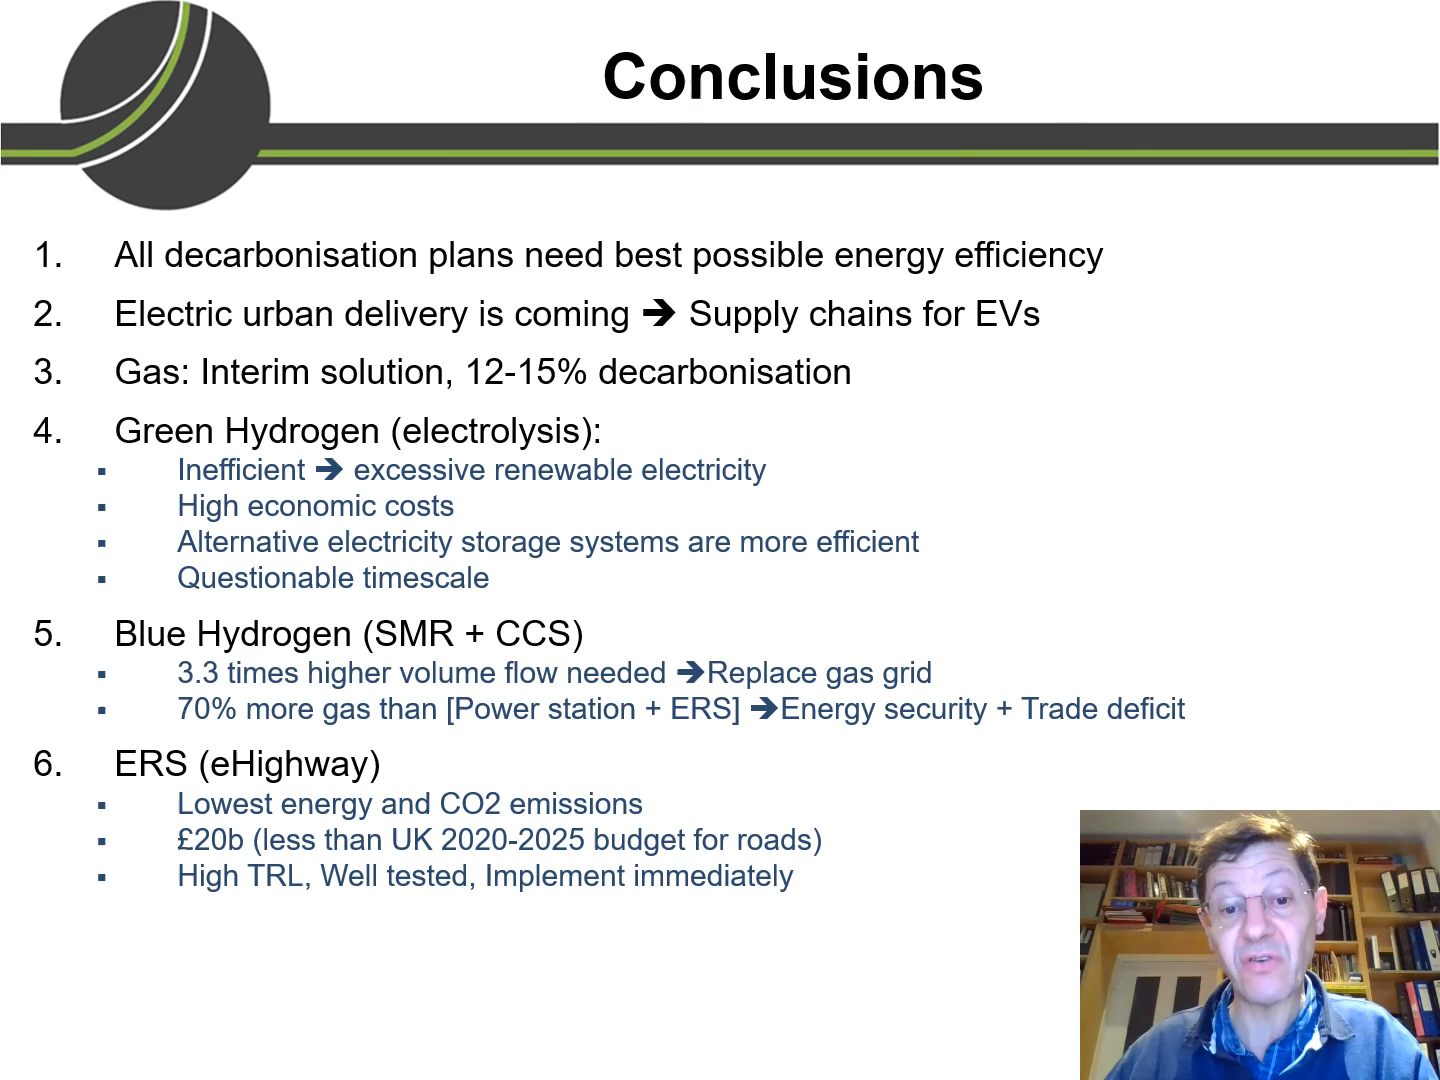 Conclusions
1. All decarbonisation plans need best possible energy efficiency
2. Electric urban delivery is coming ➔ Supply chains for EVs
3. Gas: Interim solution, 12-15% decarbonisation
4. Green Hydrogen (electrolysis):
▪ Inefficient ➔ excessive renewable electricity
▪ High economic costs
▪ Alternative electricity storage systems are more efficient
▪ Questionable timescale
5. Blue Hydrogen (SMR + CCS)
▪ 3.3 times higher volume flow needed ➔Replace gas grid
▪ 70% more gas than [Power station + ERS] ➔Energy security + Trade deficit
6. ERS (eHighway)
▪ Lowest energy and CO2 emissions
▪ £20b (less than UK 2020-2025 budget for roads)
▪ High TRL, Well tested, Implement immediately